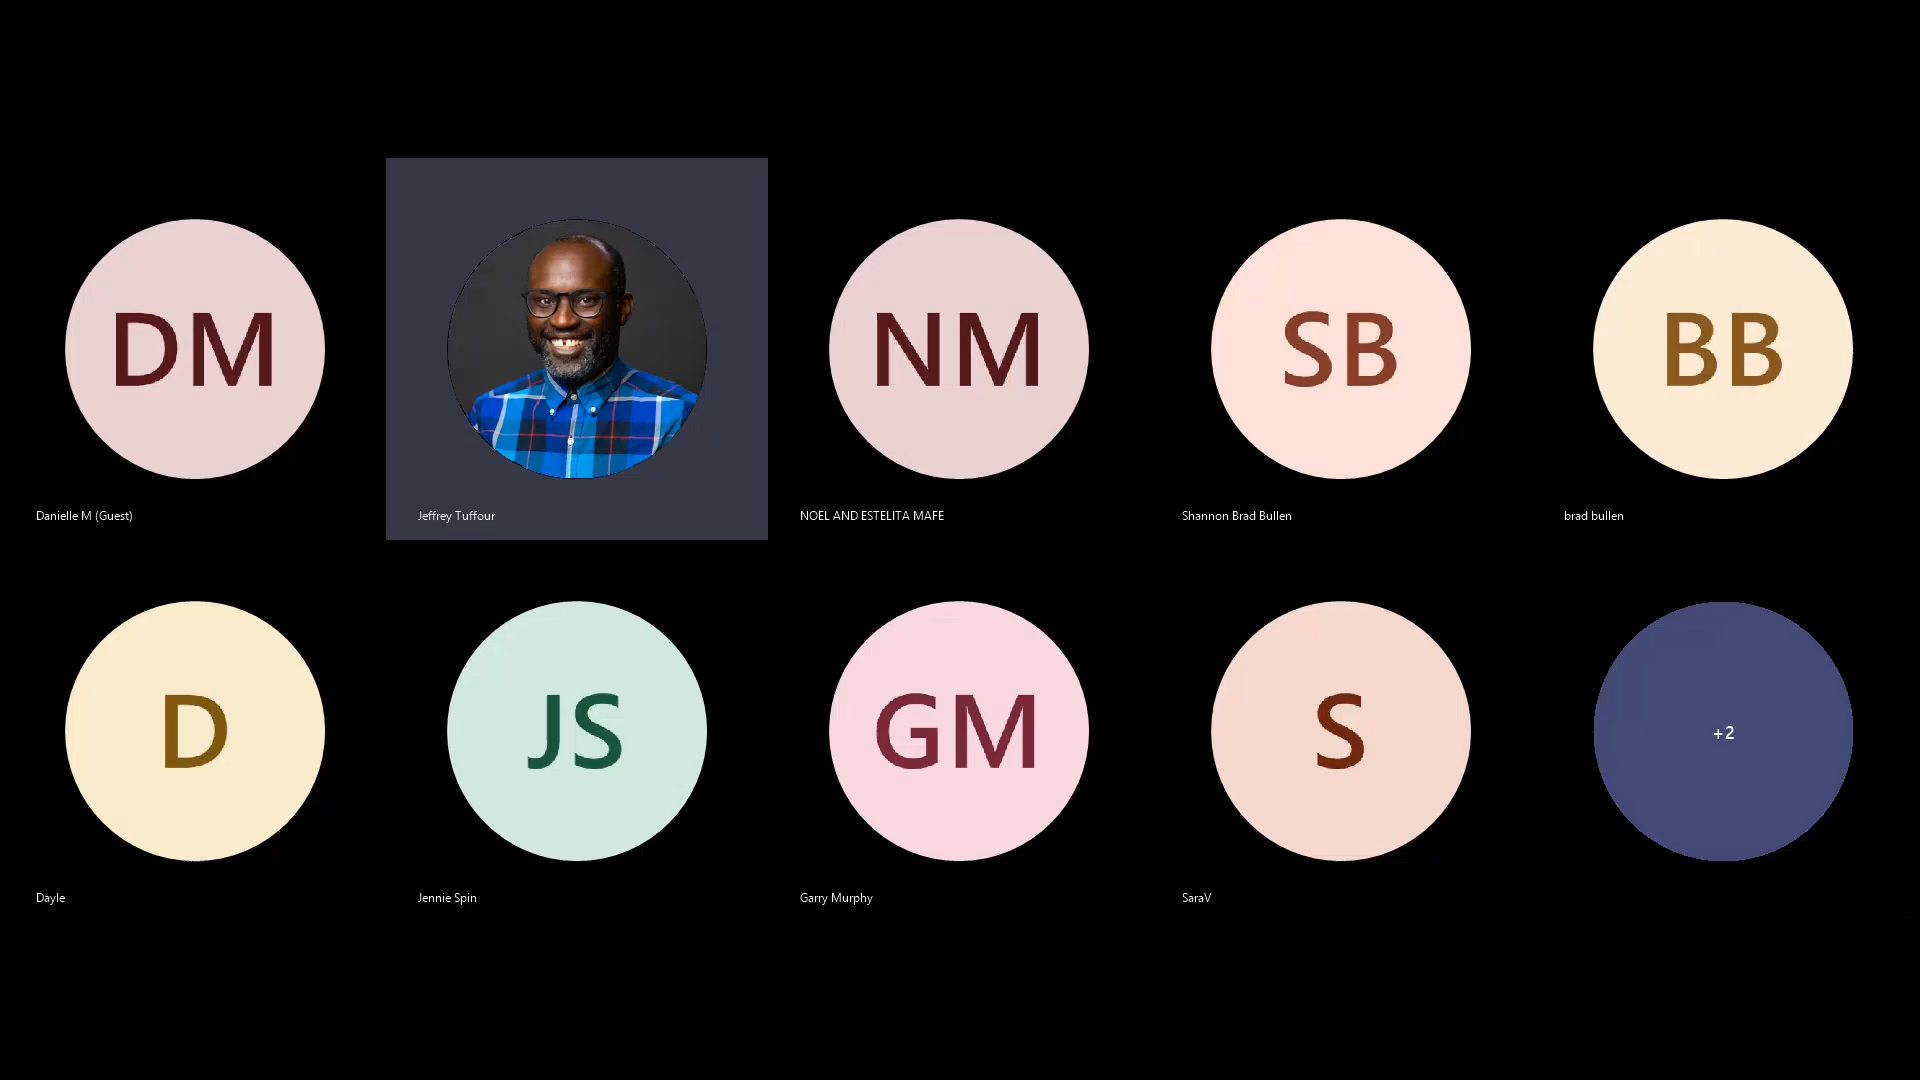 DM
NM
SB
BB
Danielle M (Guest)
Jeffrey Tuffour
NOEL AND ESTELITA MAFE
Shannon Brad Bullen
brad bullen
D
JS
GM
S
+2
Dayle
Jennie Spin
Garry Murphy
SaraV